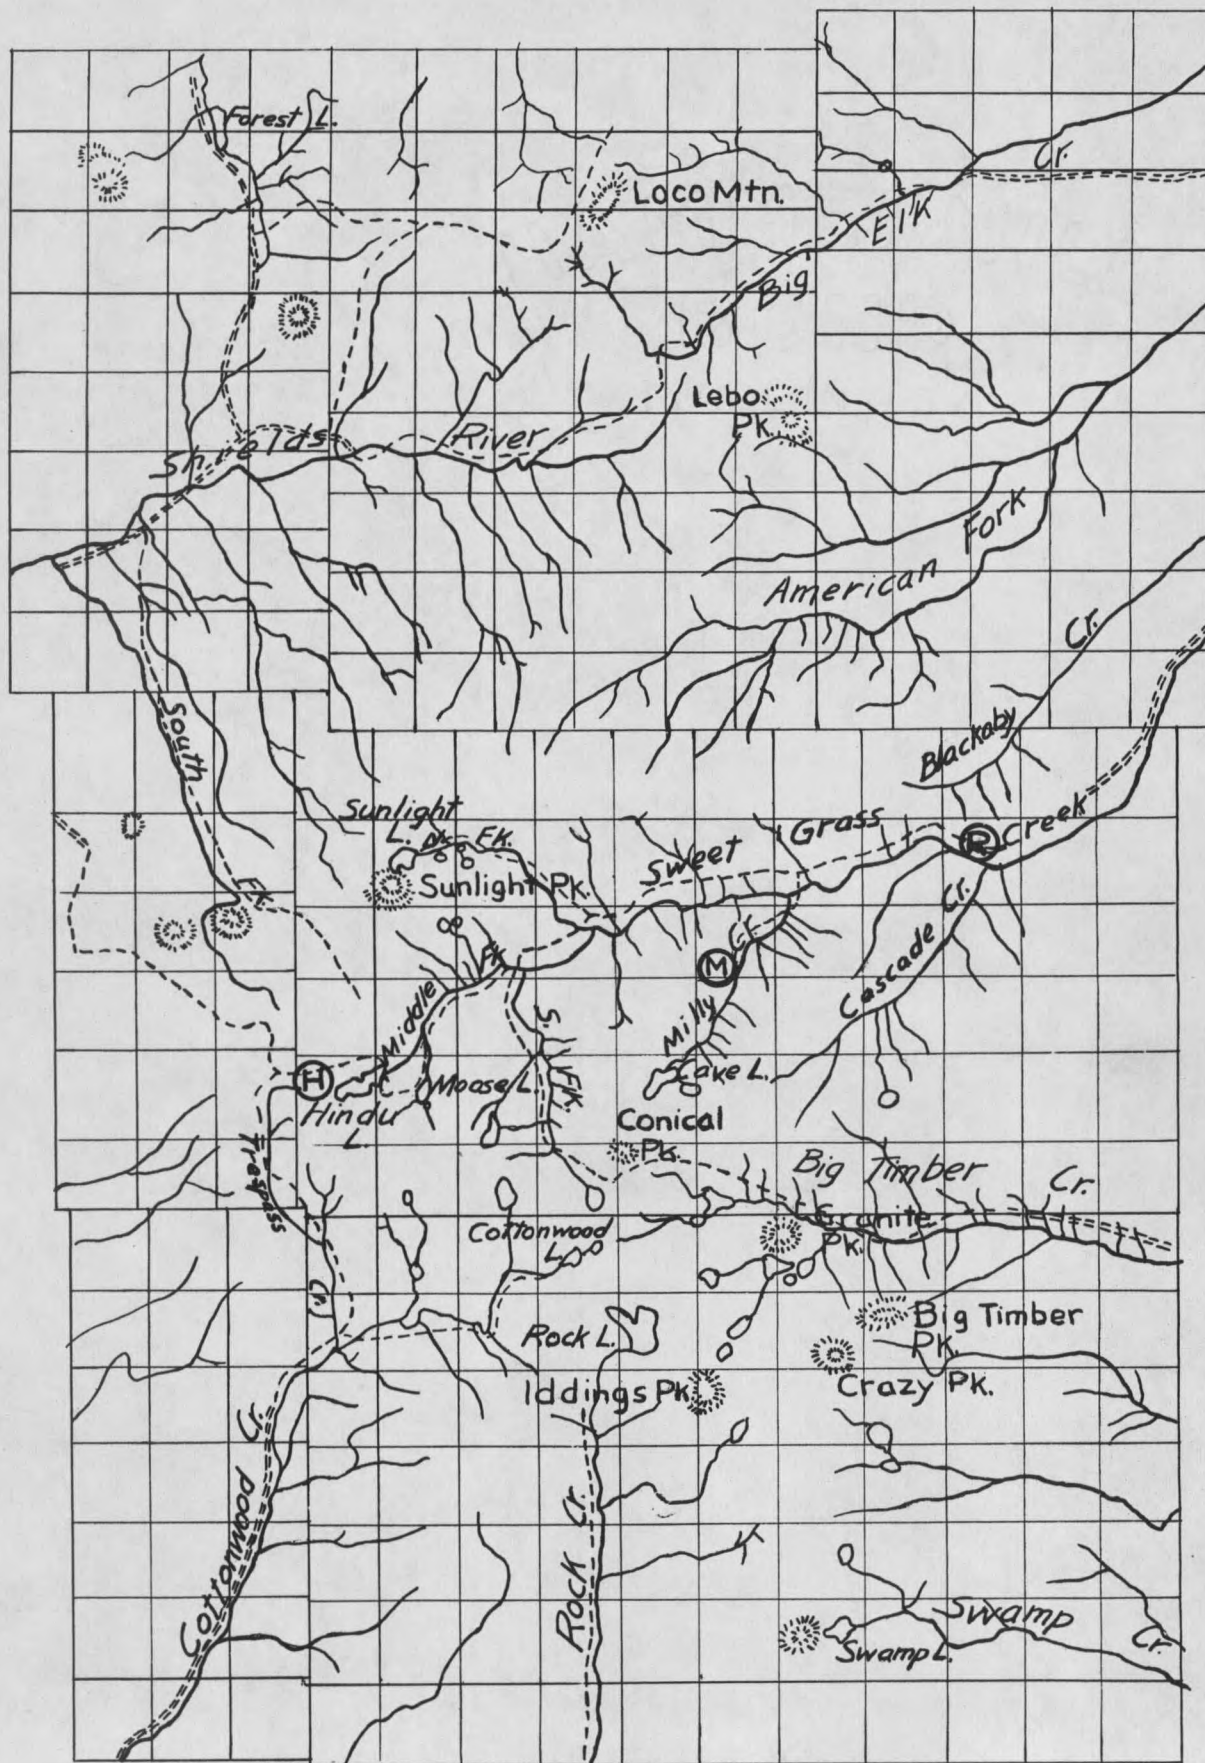 Forest L.
Cr.
Loco Mtn.
Elk
Big
Lebo
Pk.
River
Shields
Fork
American
Cr.
Blackaby
South
Fk.
Sunlight
L.
Fk.
Sunlight Pk.
Sweet
Grass
R
Creek
Cr.
Cascade
Fk.
Middle
Cr.
M
Milly
Lake L.
S.
Fk.
H
Hindu
L.
Moose L.
Conical
Pk.
Trespass
Cr.
Big Timber
Cr.
Granite
Pk.
Cottonwood
L.
Big Timber
Pk.
Rock L.
Iddings Pk.
Crazy Pk.
Cottonwood
Cr.
Rock Cr.
Swamp
Cr.
Swamp L.